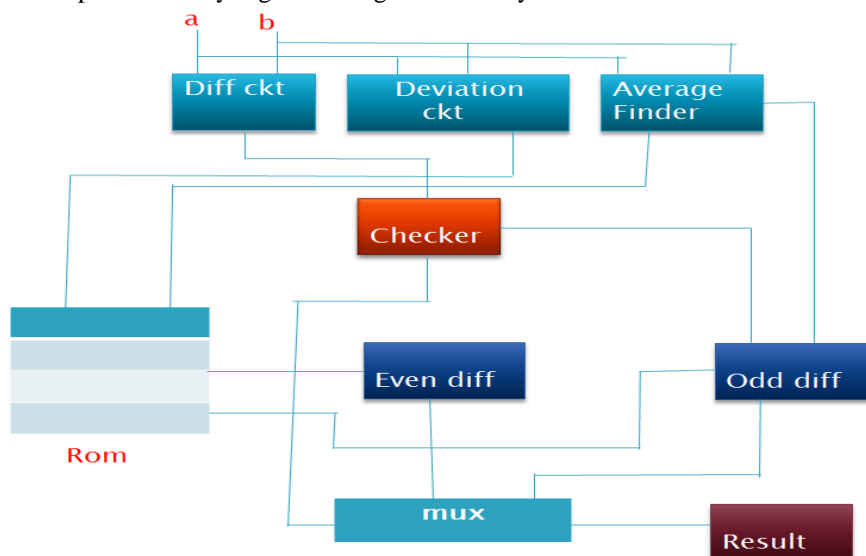 a b
Diff ckt
Deviation
ckt
Average
Finder
Checker
Even diff
Odd diff
Rom
mux
Result